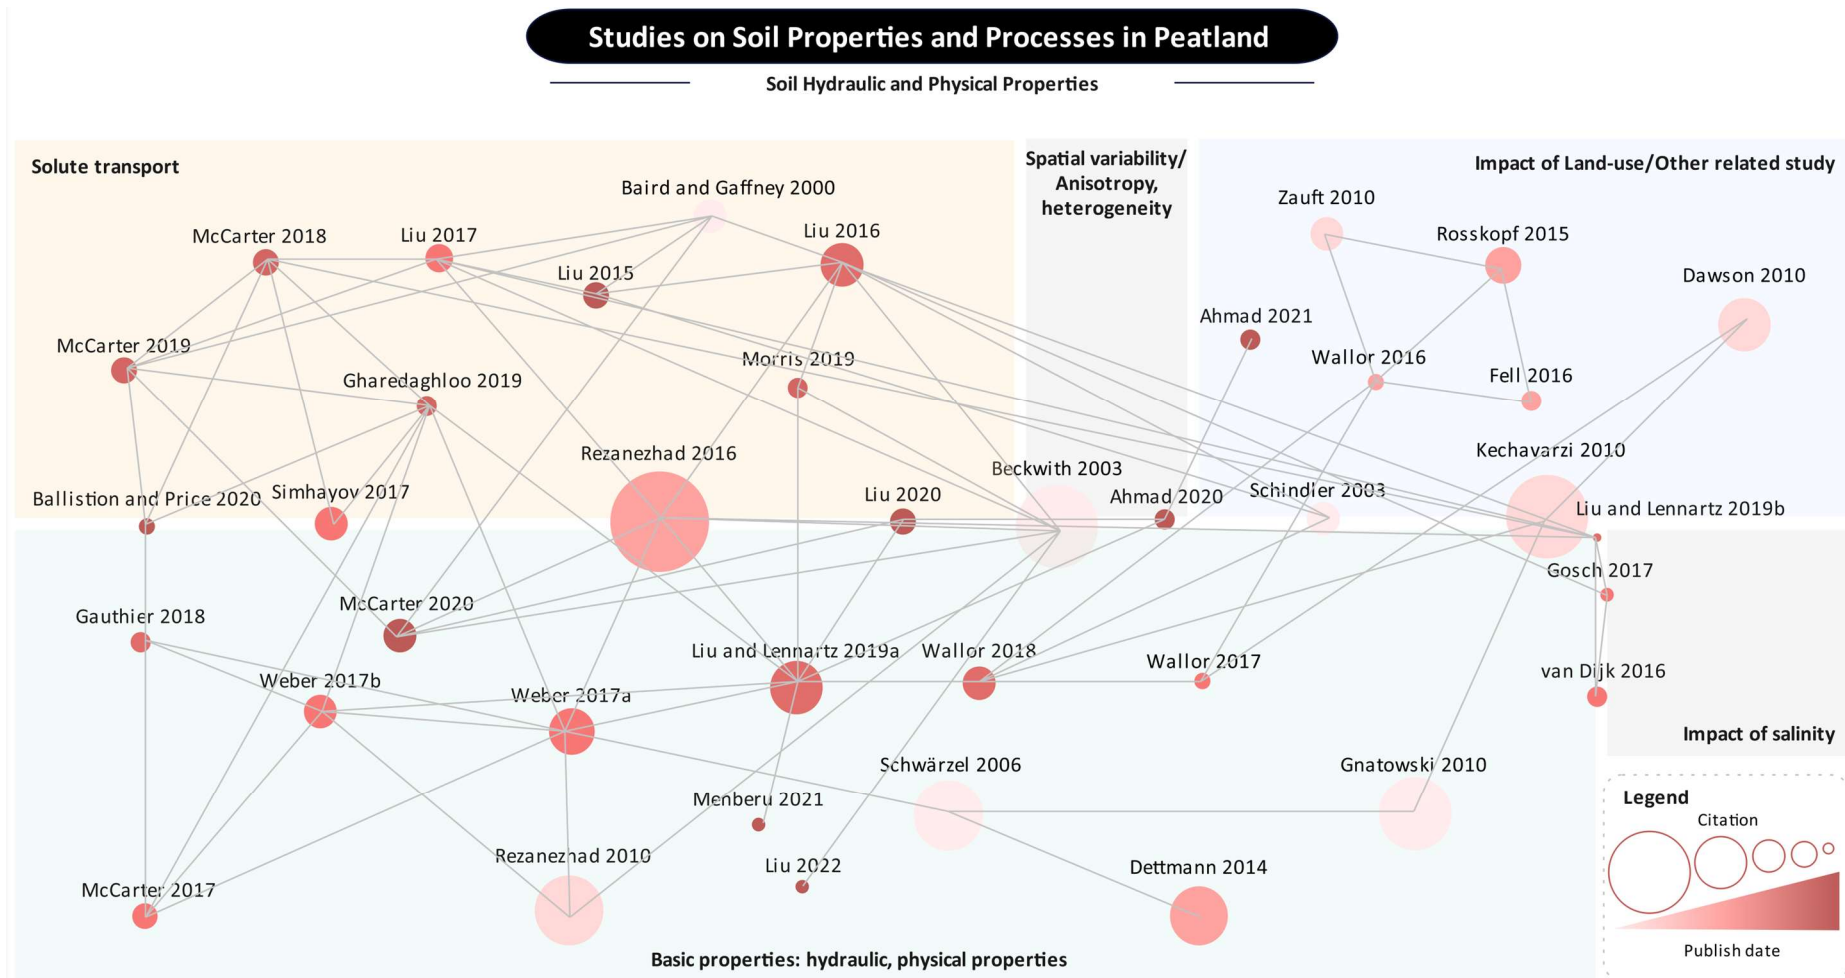 Studies on Soil Properties and Processes in Peatland
Soil Hydraulic and Physical Properties
Solute transport
Spatial variability/
Anisotropy,
heterogeneity
Impact of Land-use/Other related study
Baird and Gaffney 2000
Zauft 2010
McCarter 2018
Liu 2017
Liu 2016
Rosskopf 2015
Liu 2015
Dawson 2010
Ahmad 2021
McCarter 2019
Morris 2019
Wallor 2016
Gharedaghloo 2019
Fell 2016
Rezanezhad 2016
Kechavarzi 2010
Beckwith 2003
Ballistion and Price 2020
Simhayov 2017
Liu 2020
Ahmad 2020
Schindler 2003
Liu and Lennartz 2019b
Gosch 2017
McCarter 2020
Gauthier 2018
Liu and Lennartz 2019a
Wallor 2018
Wallor 2017
van Dijk 2016
Weber 2017b
Weber 2017a
Impact of salinity
Schwärzel 2006
Gnatowski 2010
Menberu 2021
Legend
Citation
Rezanezhad 2010
Liu 2022
Dettmann 2014
McCarter 2017
Publish date
Basic properties: hydraulic, physical properties